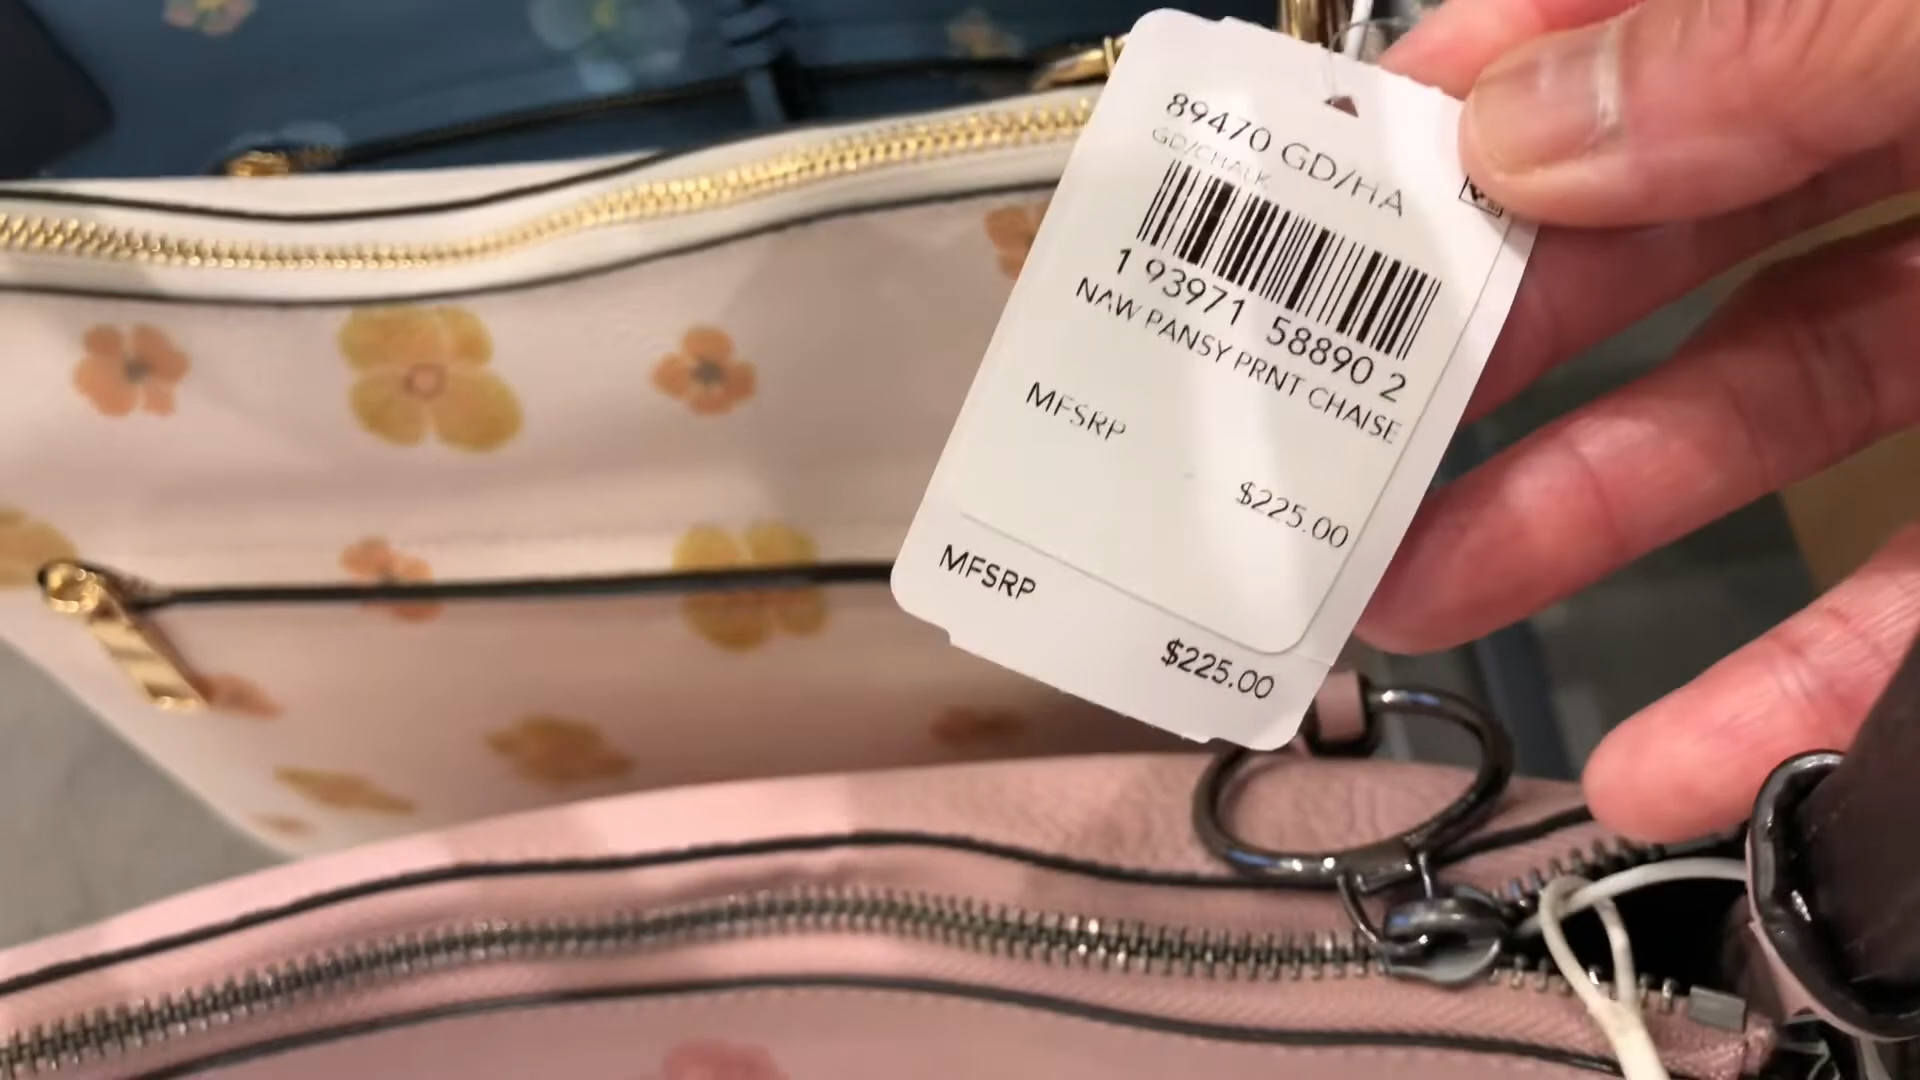 89470 GD/HA
GD/CHALK
1 93971 58890 2
NAW PANSY PRNT CHAISE
MFSRP
$225.00
MFSRP
$225.00